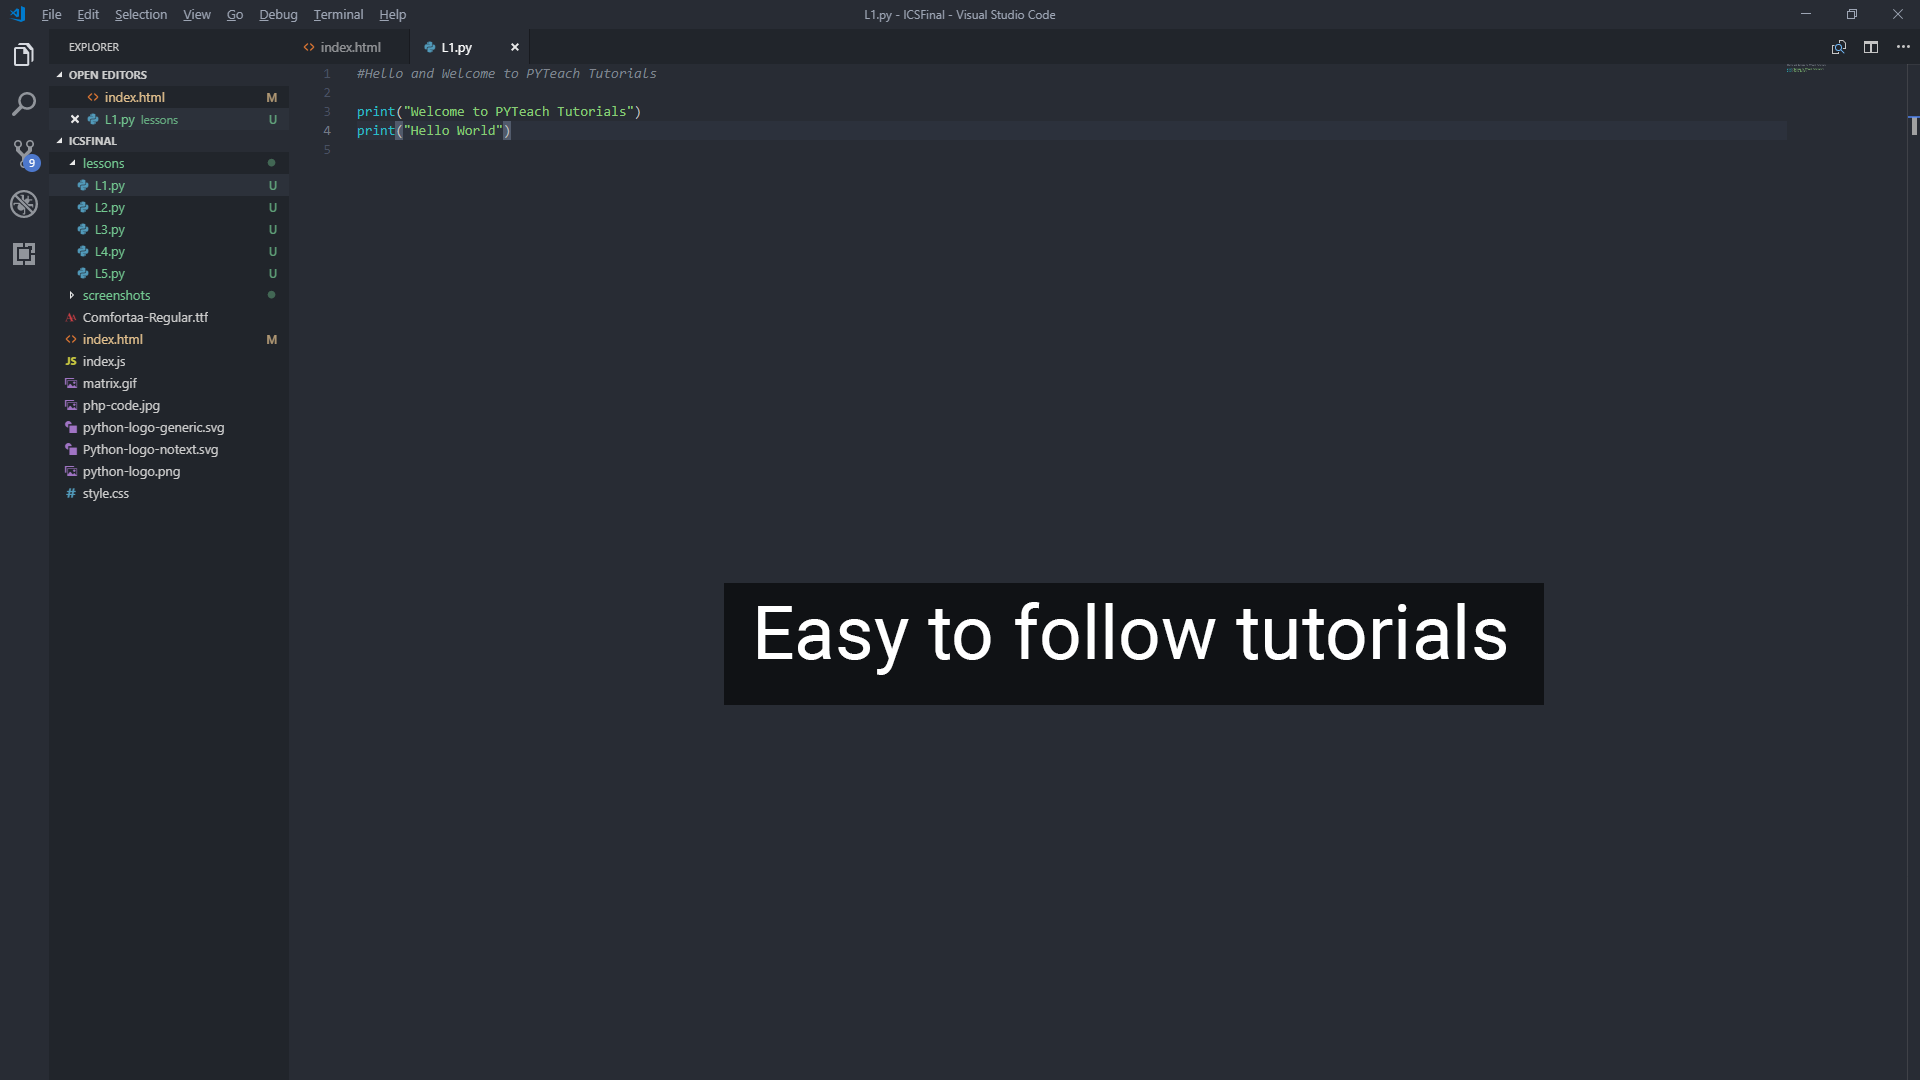 File Edit Selection View Go Debug Terminal Help
L1.py - ICSFinal - Visual Studio Code
EXPLORER
index.html
L1.py
OPEN EDITORS
index.html M
L1.py lessons U
ICSFINAL
9
lessons
L1.py U
L2.py U
L3.py U
L4.py U
L5.py U
screenshots
Comfortaa-Regular.ttf
index.html M
JS index.js
matrix.gif
php-code.jpg
python-logo-generic.svg
Python-logo-notext.svg
python-logo.png
# style.css
1 #Hello and Welcome to PYTeach Tutorials
2
3 print("Welcome to PYTeach Tutorials")
4 print("Hello World")
5
Easy to follow tutorials